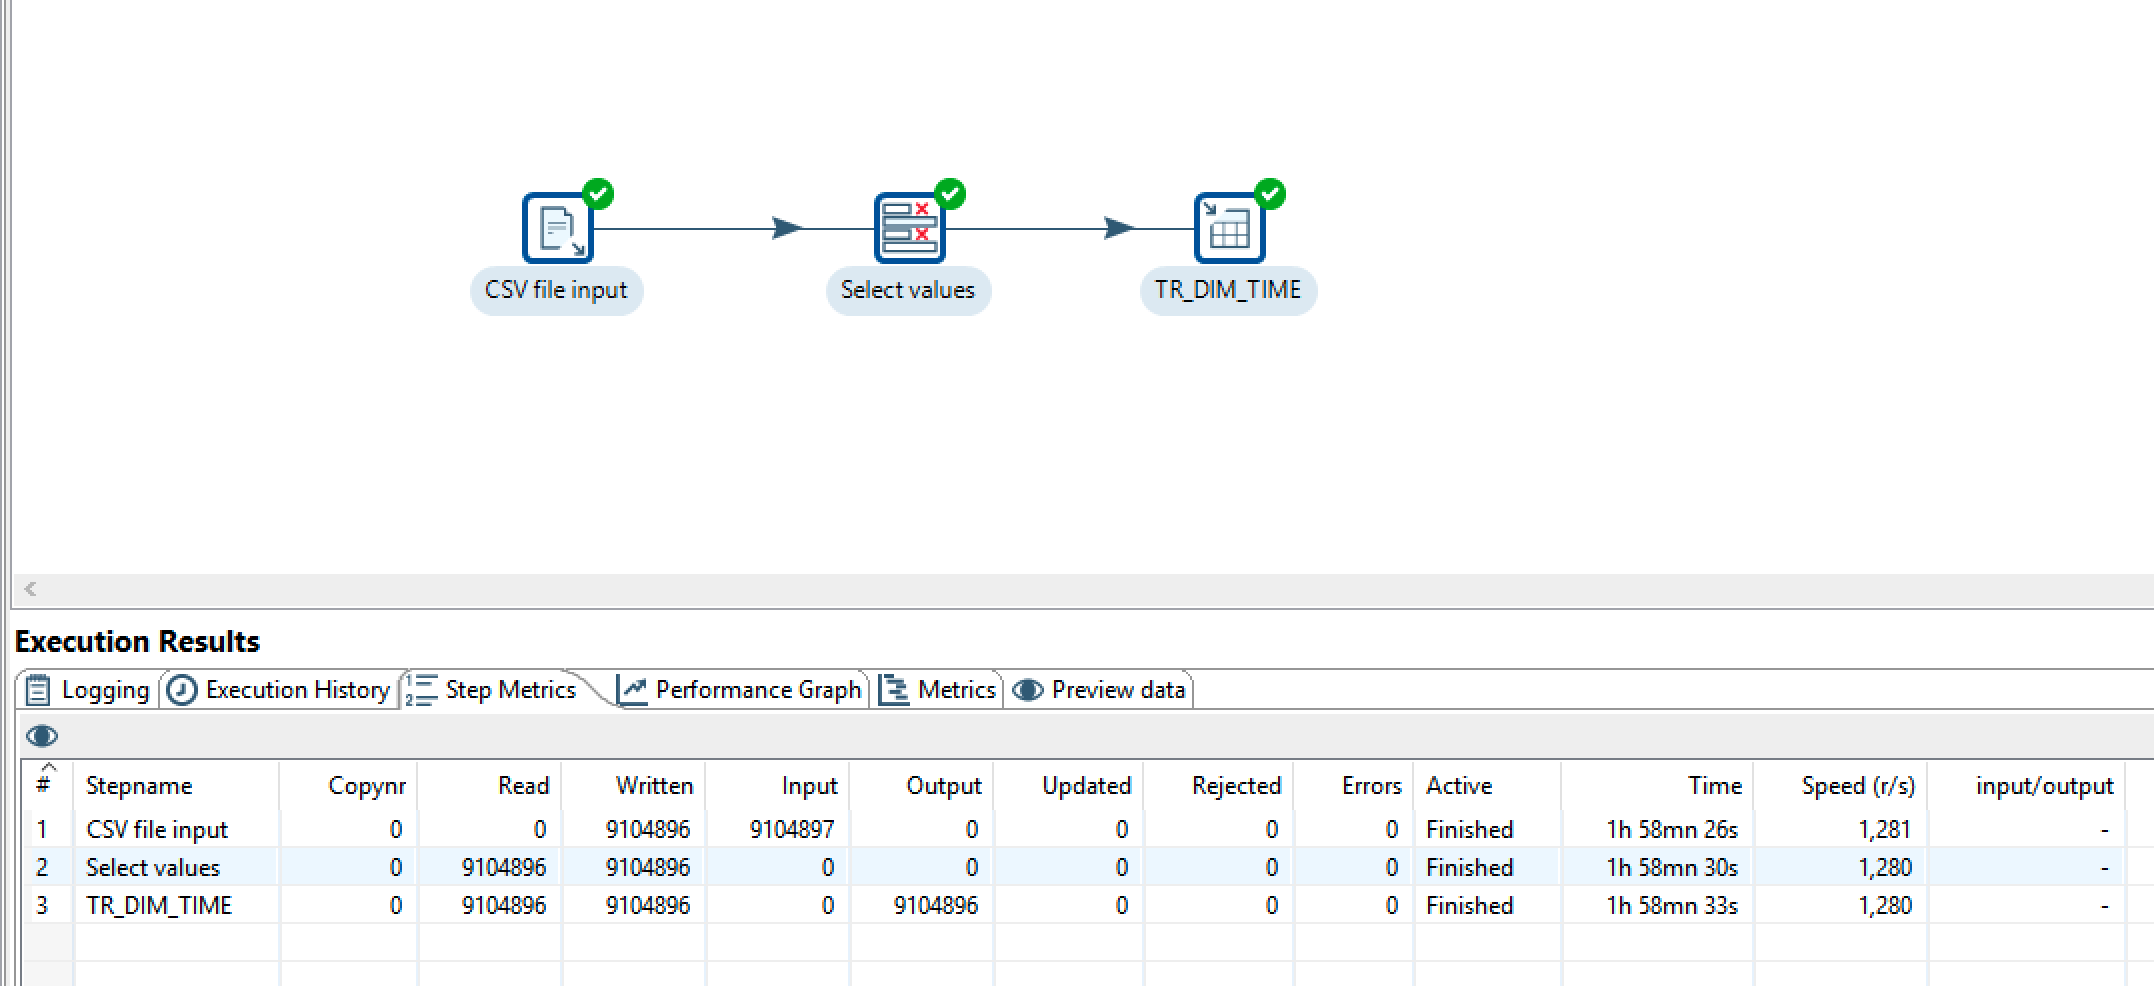 CSV file input Select values TR_DIM_TIME
Execution Results
Logging Execution History Step Metrics Performance Graph Metrics Preview data
# Stepname Copynr Read Written Input Output Updated Rejected Errors Active Time Speed (r/s) input/output
1 CSV file input 0 0 9104896 9104897 0 0 0 0 Finished 1h 58mn 26s 1,281 -
2 Select values 0 9104896 9104896 0 0 0 0 0 Finished 1h 58mn 30s 1,280 -
3 TR_DIM_TIME 0 9104896 9104896 0 9104896 0 0 0 Finished 1h 58mn 33s 1,280 -